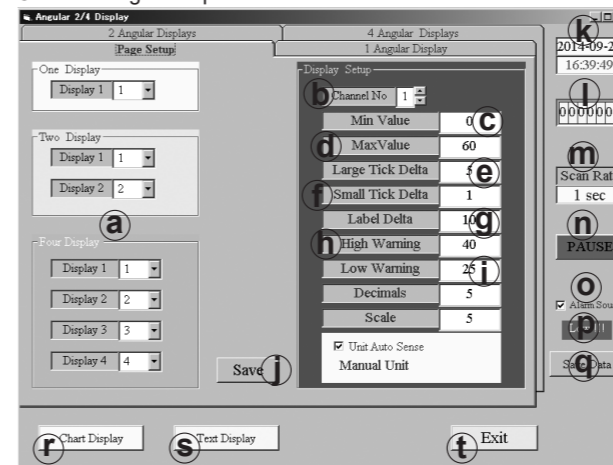 Angular 2/4 Display
2 Angular Displays
4 Angular Displays
Page Setup
1 Angular Display
One Display
Display 1 1
Two Display
Display 1 1
Display 2 2
a
Four Display
Display 1 1
Display 2 2
Display 3 3
Display 4 4
Save j
Display Setup
b Channel No 1
Min Value 0 c
d MaxValue 60
Large Tick Delta 5 e
f Small Tick Delta 1
Label Delta 10 g
h High Warning 40
Low Warning 25 i
Decimals 5
Scale 5
Unit Auto Sense
Manual Unit
k
2014-09-2
16:39:49
l
000000
m
Scan Rat
1 sec
n
PAUSE
o
Alarm Sou
p
q
Save Data
r Chart Display
s Text Display
t Exit